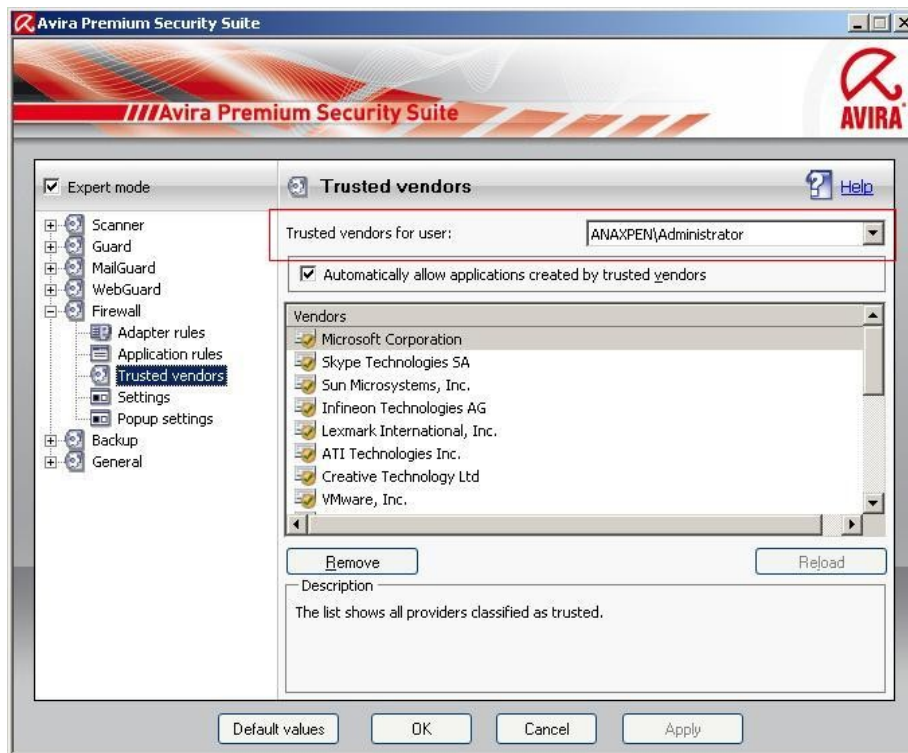 Avira Premium Security Suite
////Avira Premium Security Suite
AVIRA
Expert mode
Scanner
Guard
MailGuard
WebGuard
Firewall
Adapter rules
Application rules
Trusted vendors
Settings
Popup settings
Backup
General
Trusted vendors
Help
Trusted vendors for user: ANAXPEN\Administrator
Automatically allow applications created by trusted vendors
Vendors
Microsoft Corporation
Skype Technologies SA
Sun Microsystems, Inc.
Infineon Technologies AG
Lexmark International, Inc.
ATI Technologies Inc.
Creative Technology Ltd
VMware, Inc.
Remove Reload
Description
The list shows all providers classified as trusted.
Default values OK Cancel Apply